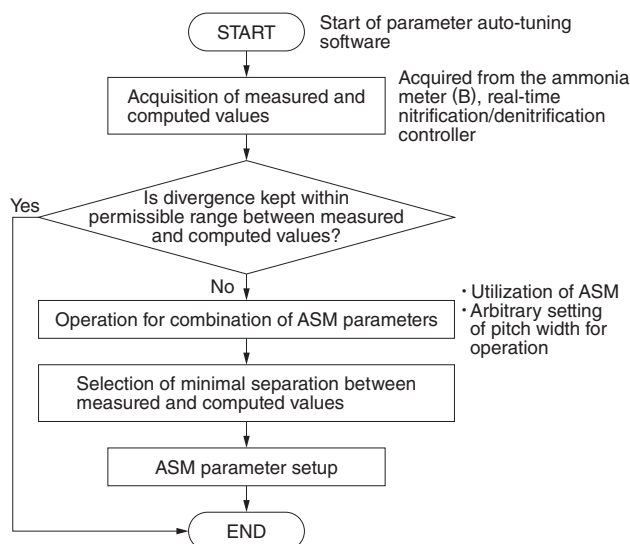 START
Start of parameter auto-tuning
software
Acquisition of measured and
computed values
Acquired from the ammonia
meter (B), real-time
nitrification/denitrification
controller
Yes
Is divergence kept within
permissible range between measured
and computed values?
No
Operation for combination of ASM parameters
・Utilization of ASM
・Arbitrary setting
of pitch width for
operation
Selection of minimal separation between
measured and computed values
ASM parameter setup
END